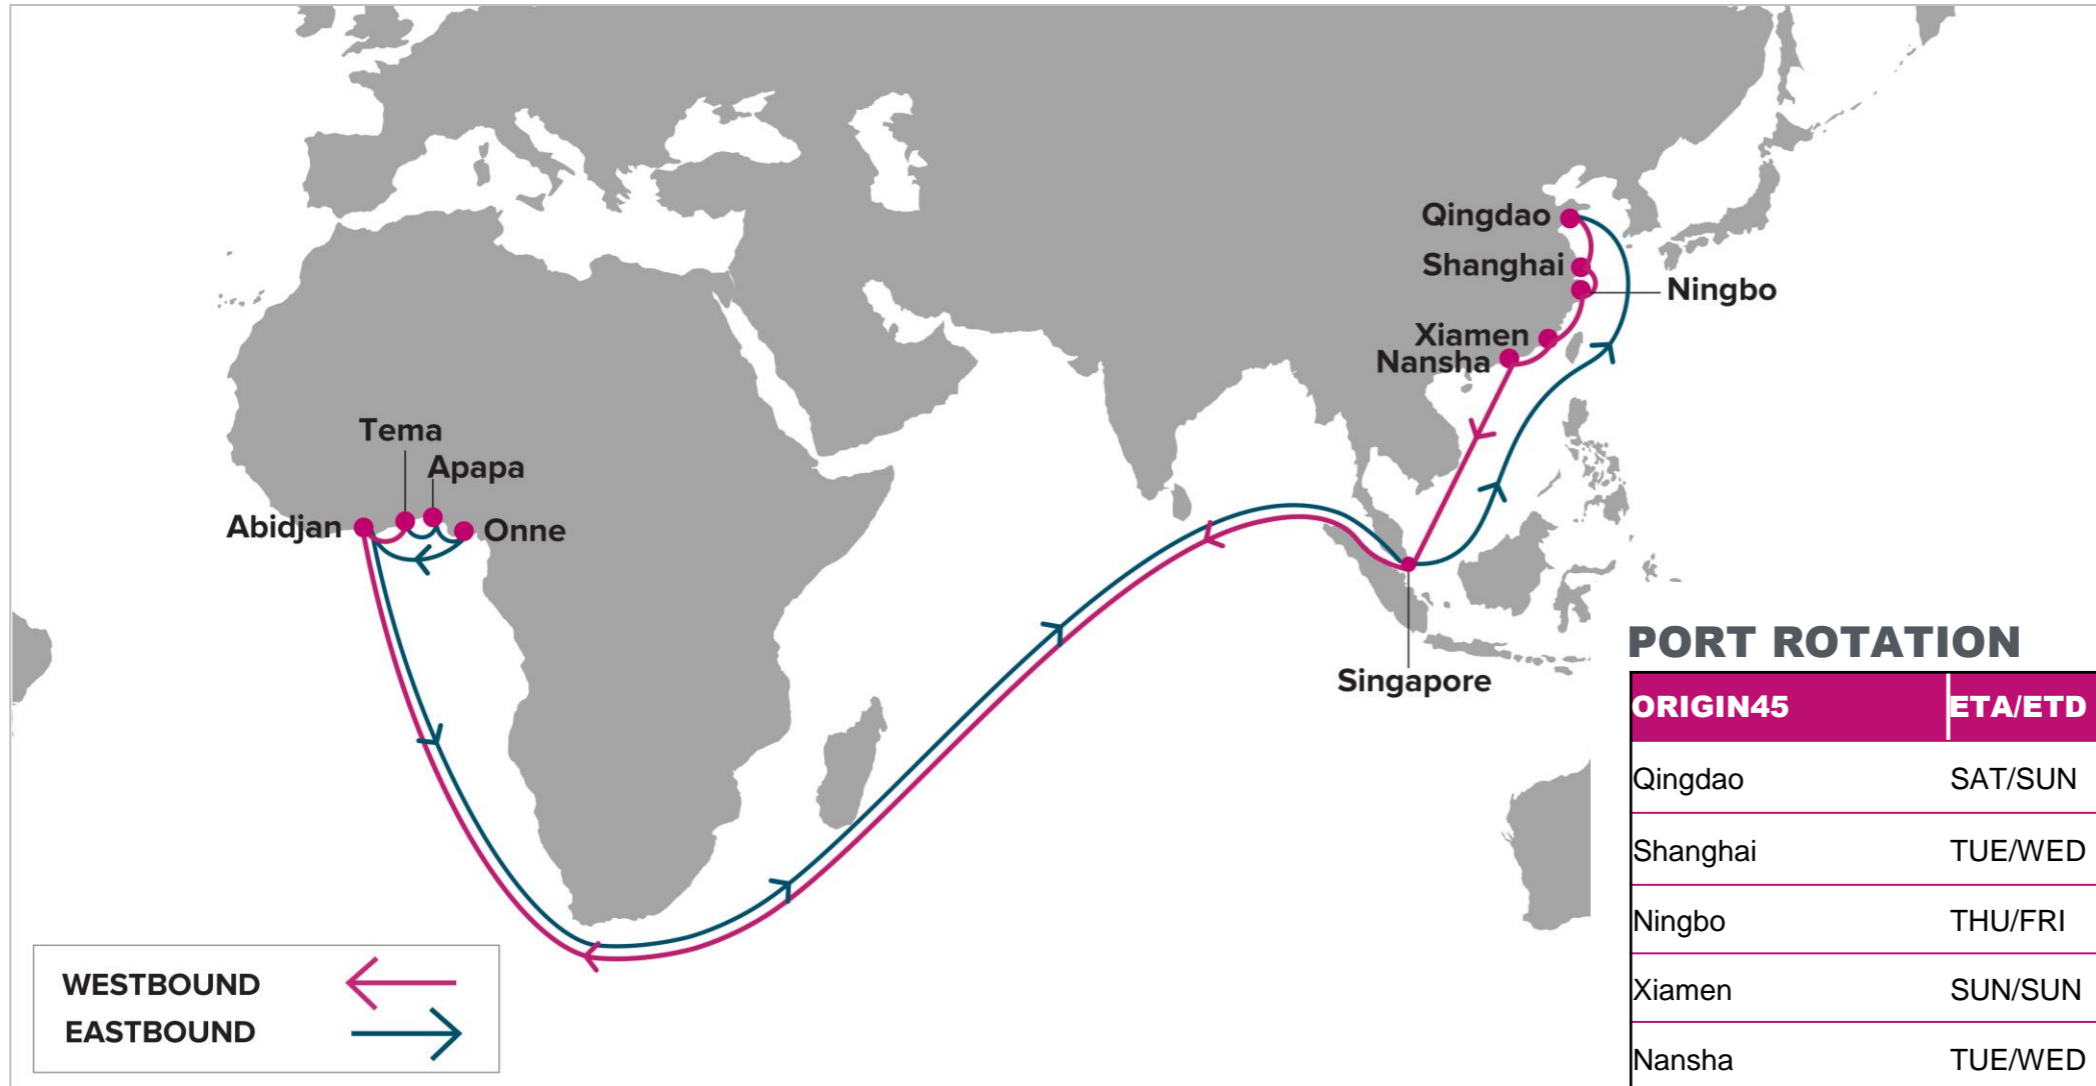 Qingdao
Shanghai
Ningbo
Xiamen
Nansha
Tema
Apapa
Abidjan
Onne
Singapore
WESTBOUND
EASTBOUND
PORT ROTATION
ORIGIN45 ETA/ETD
Qingdao SAT/SUN
Shanghai TUE/WED
Ningbo THU/FRI
Xiamen SUN/SUN
Nansha TUE/WED